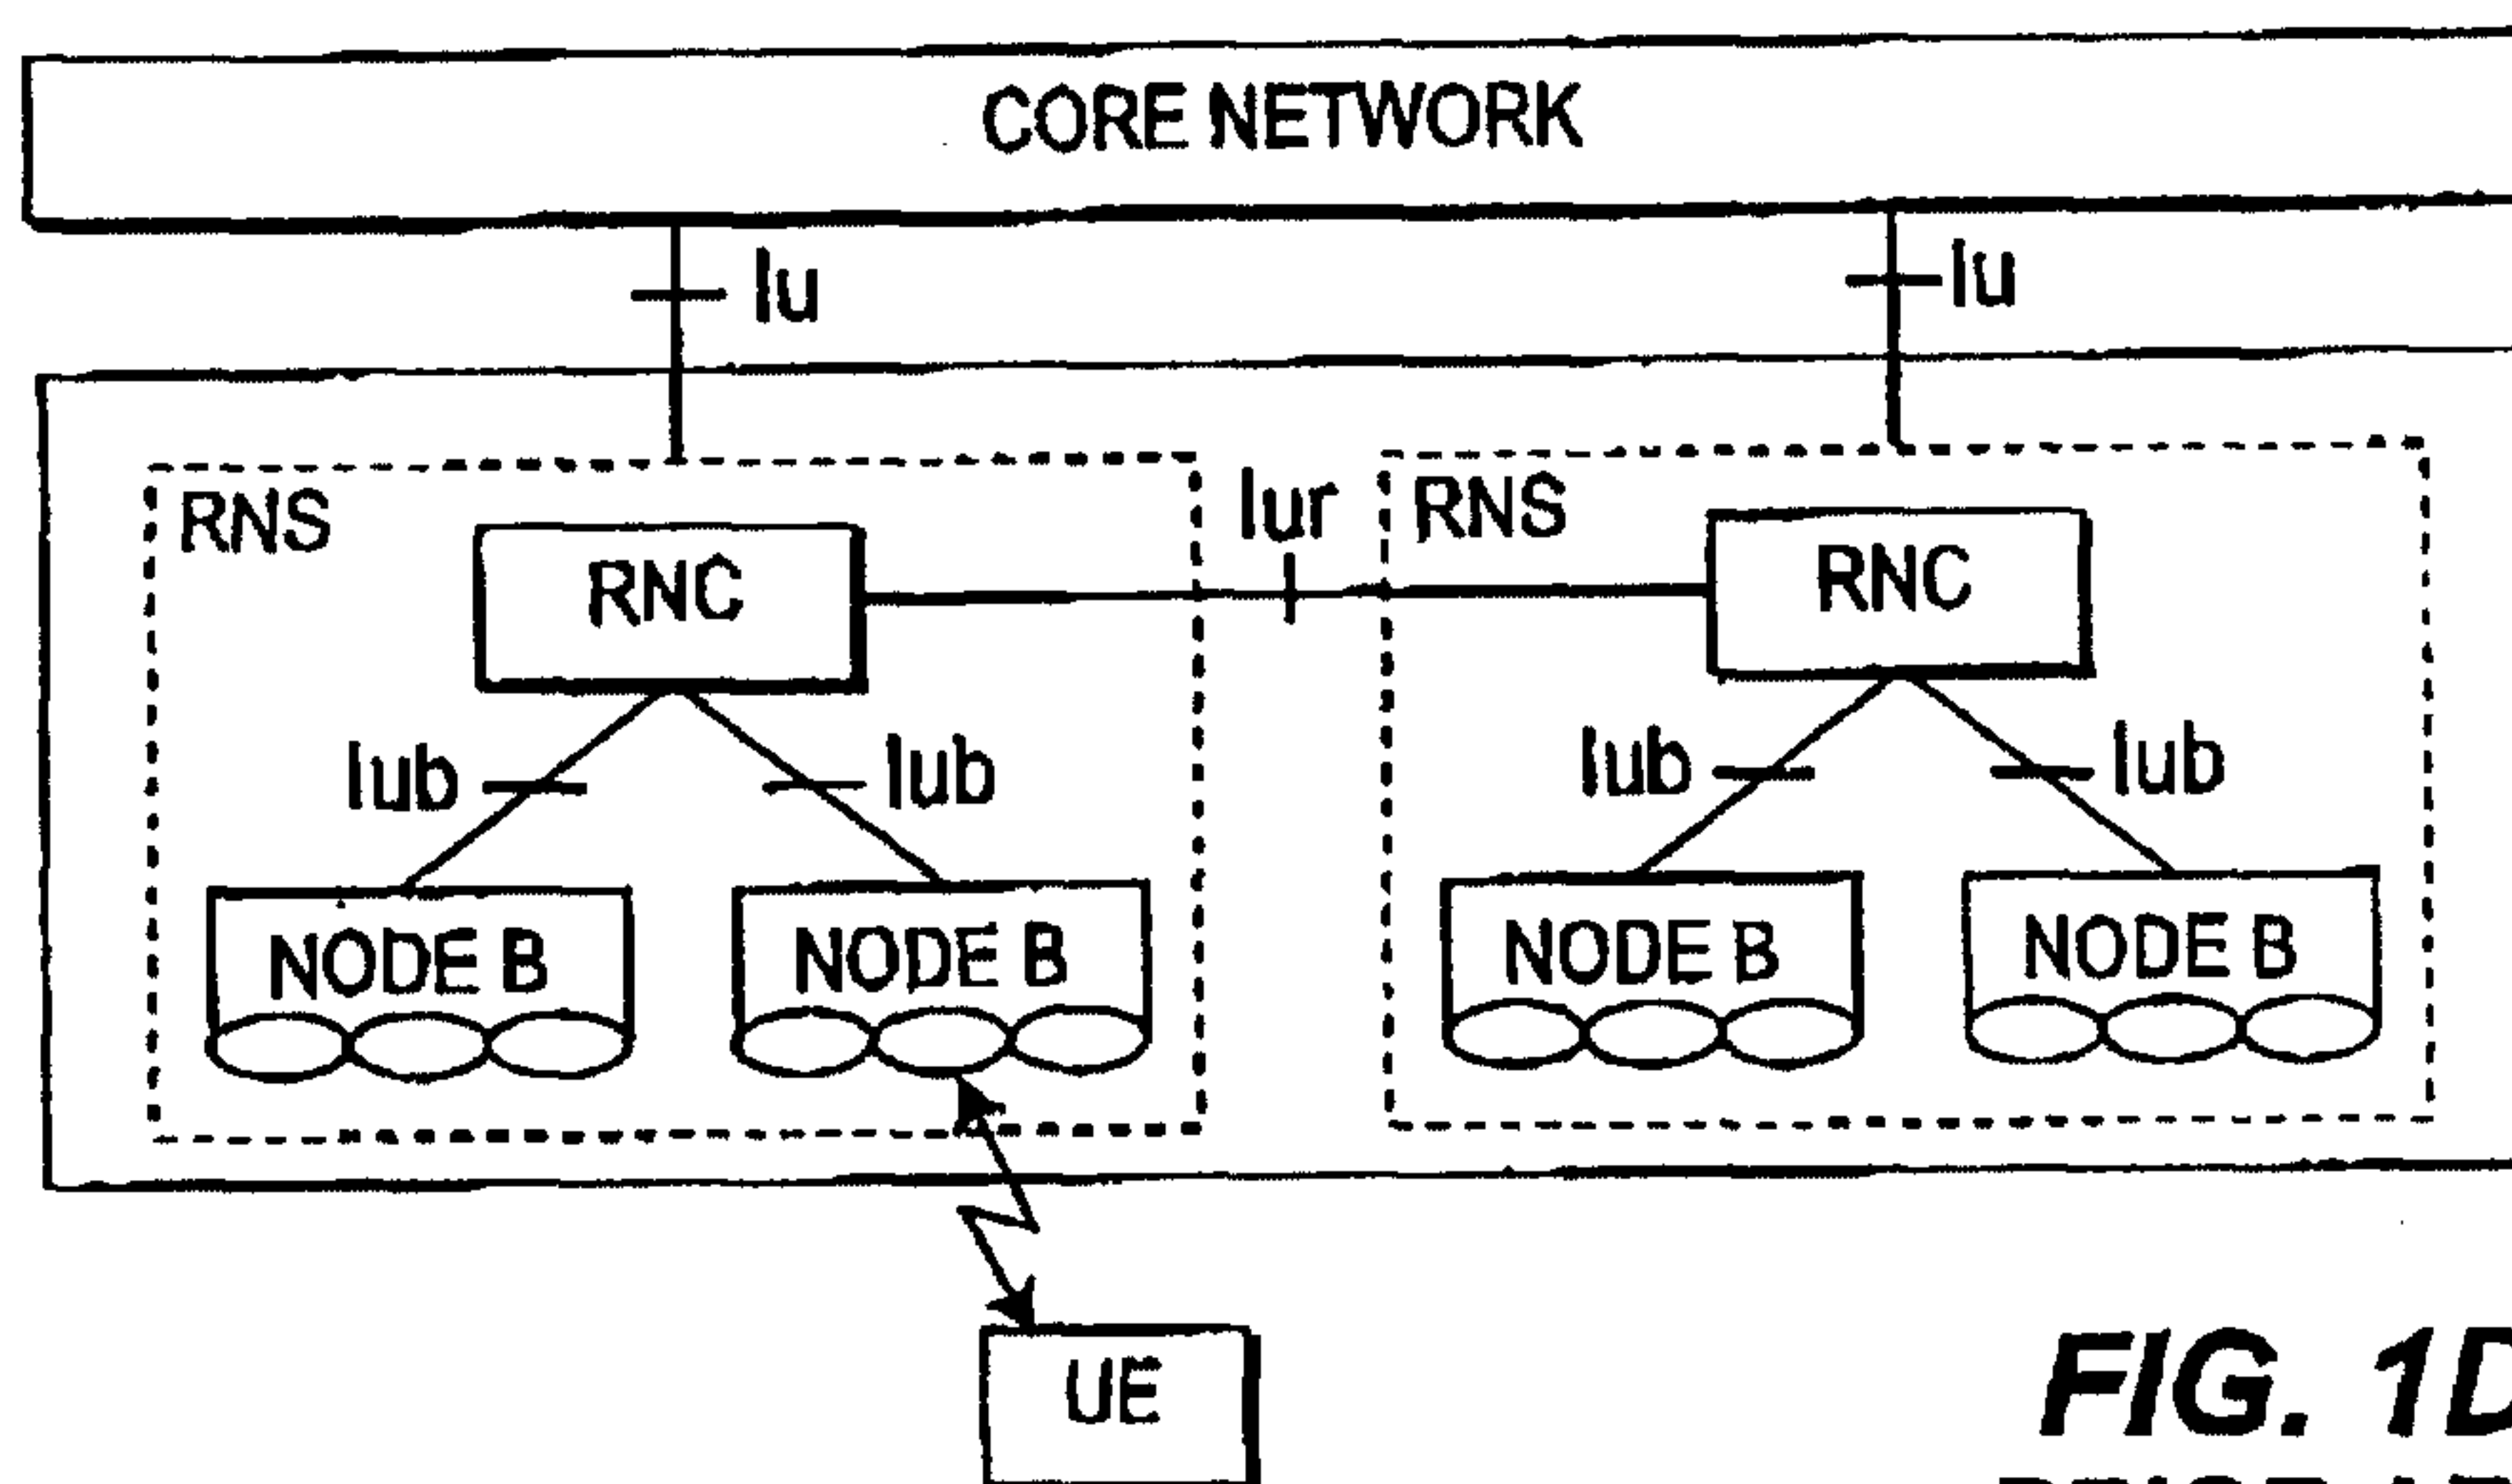 CORE NETWORK
Iu
Iu
RNS
Iur
RNS
RNC
RNC
Iub
Iub
Iub
Iub
NODE B
NODE B
NODE B
NODE B
UE
FIG. 1D